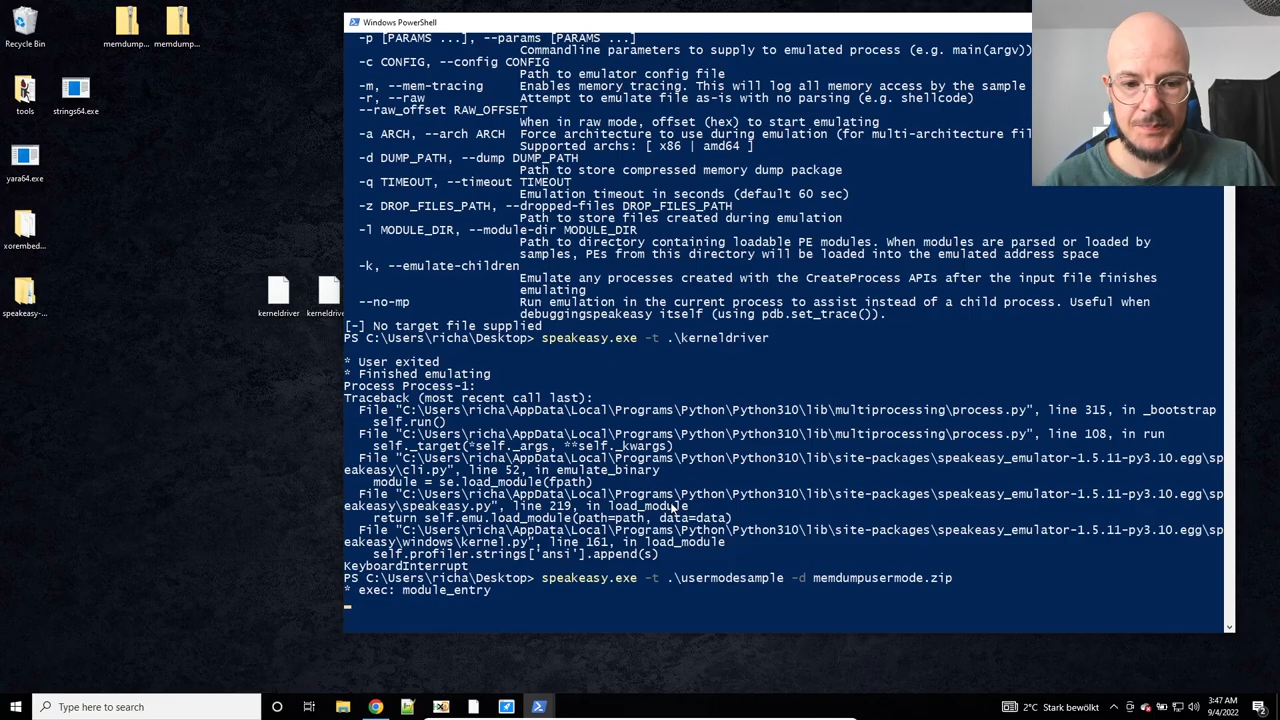 Recycle Bin
memdump...
memdump...
tools
strings64.exe
yara64.exe
xorembed...
speakeasy-...
kerneldriver
kerneldriv
Windows PowerShell
-p [PARAMS ...], --params [PARAMS ...]
Commandline parameters to supply to emulated process (e.g. main(argv))
-c CONFIG, --config CONFIG
Path to emulator config file
-m, --mem-tracing     Enables memory tracing. This will log all memory access by the sample
-r, --raw             Attempt to emulate file as-is with no parsing (e.g. shellcode)
--raw_offset RAW_OFFSET
When in raw mode, offset (hex) to start emulating
-a ARCH, --arch ARCH  Force architecture to use during emulation (for multi-architecture fil
Supported archs: [ x86 | amd64 ]
-d DUMP_PATH, --dump DUMP_PATH
Path to store compressed memory dump package
-q TIMEOUT, --timeout TIMEOUT
Emulation timeout in seconds (default 60 sec)
-z DROP_FILES_PATH, --dropped-files DROP_FILES_PATH
Path to store files created during emulation
-l MODULE_DIR, --module-dir MODULE_DIR
Path to directory containing loadable PE modules. When modules are parsed or loaded by
samples, PEs from this directory will be loaded into the emulated address space
-k, --emulate-children
Emulate any processes created with the CreateProcess APIs after the input file finishes
emulating
--no-mp               Run emulation in the current process to assist instead of a child process. Useful when
debuggingspeakeasy itself (using pdb.set_trace()).
[-] No target file supplied
PS C:\Users\richa\Desktop> speakeasy.exe -t .\kerneldriver
* User exited
* Finished emulating
Process Process-1:
Traceback (most recent call last):
File "C:\Users\richa\AppData\Local\Programs\Python\Python310\lib\multiprocessing\process.py", line 315, in _bootstrap
self.run()
File "C:\Users\richa\AppData\Local\Programs\Python\Python310\lib\multiprocessing\process.py", line 108, in run
self._target(*self._args, **self._kwargs)
File "C:\Users\richa\AppData\Local\Programs\Python\Python310\lib\site-packages\speakeasy_emulator-1.5.11-py3.10.egg\sp
eakeasy\cli.py", line 52, in emulate_binary
module = se.load_module(fpath)
File "C:\Users\richa\AppData\Local\Programs\Python\Python310\lib\site-packages\speakeasy_emulator-1.5.11-py3.10.egg\sp
eakeasy\speakeasy.py", line 219, in load_module
return self.emu.load_module(path=path, data=data)
File "C:\Users\richa\AppData\Local\Programs\Python\Python310\lib\site-packages\speakeasy_emulator-1.5.11-py3.10.egg\sp
eakeasy\windows\kernel.py", line 161, in load_module
self.profiler.strings['ansi'].append(s)
KeyboardInterrupt
PS C:\Users\richa\Desktop> speakeasy.exe -t .\usermodesample -d memdumpusermode.zip
* exec: module_entry
Type here to search
2°C Stark bewölkt
3:47 AM
9/4/2022
2